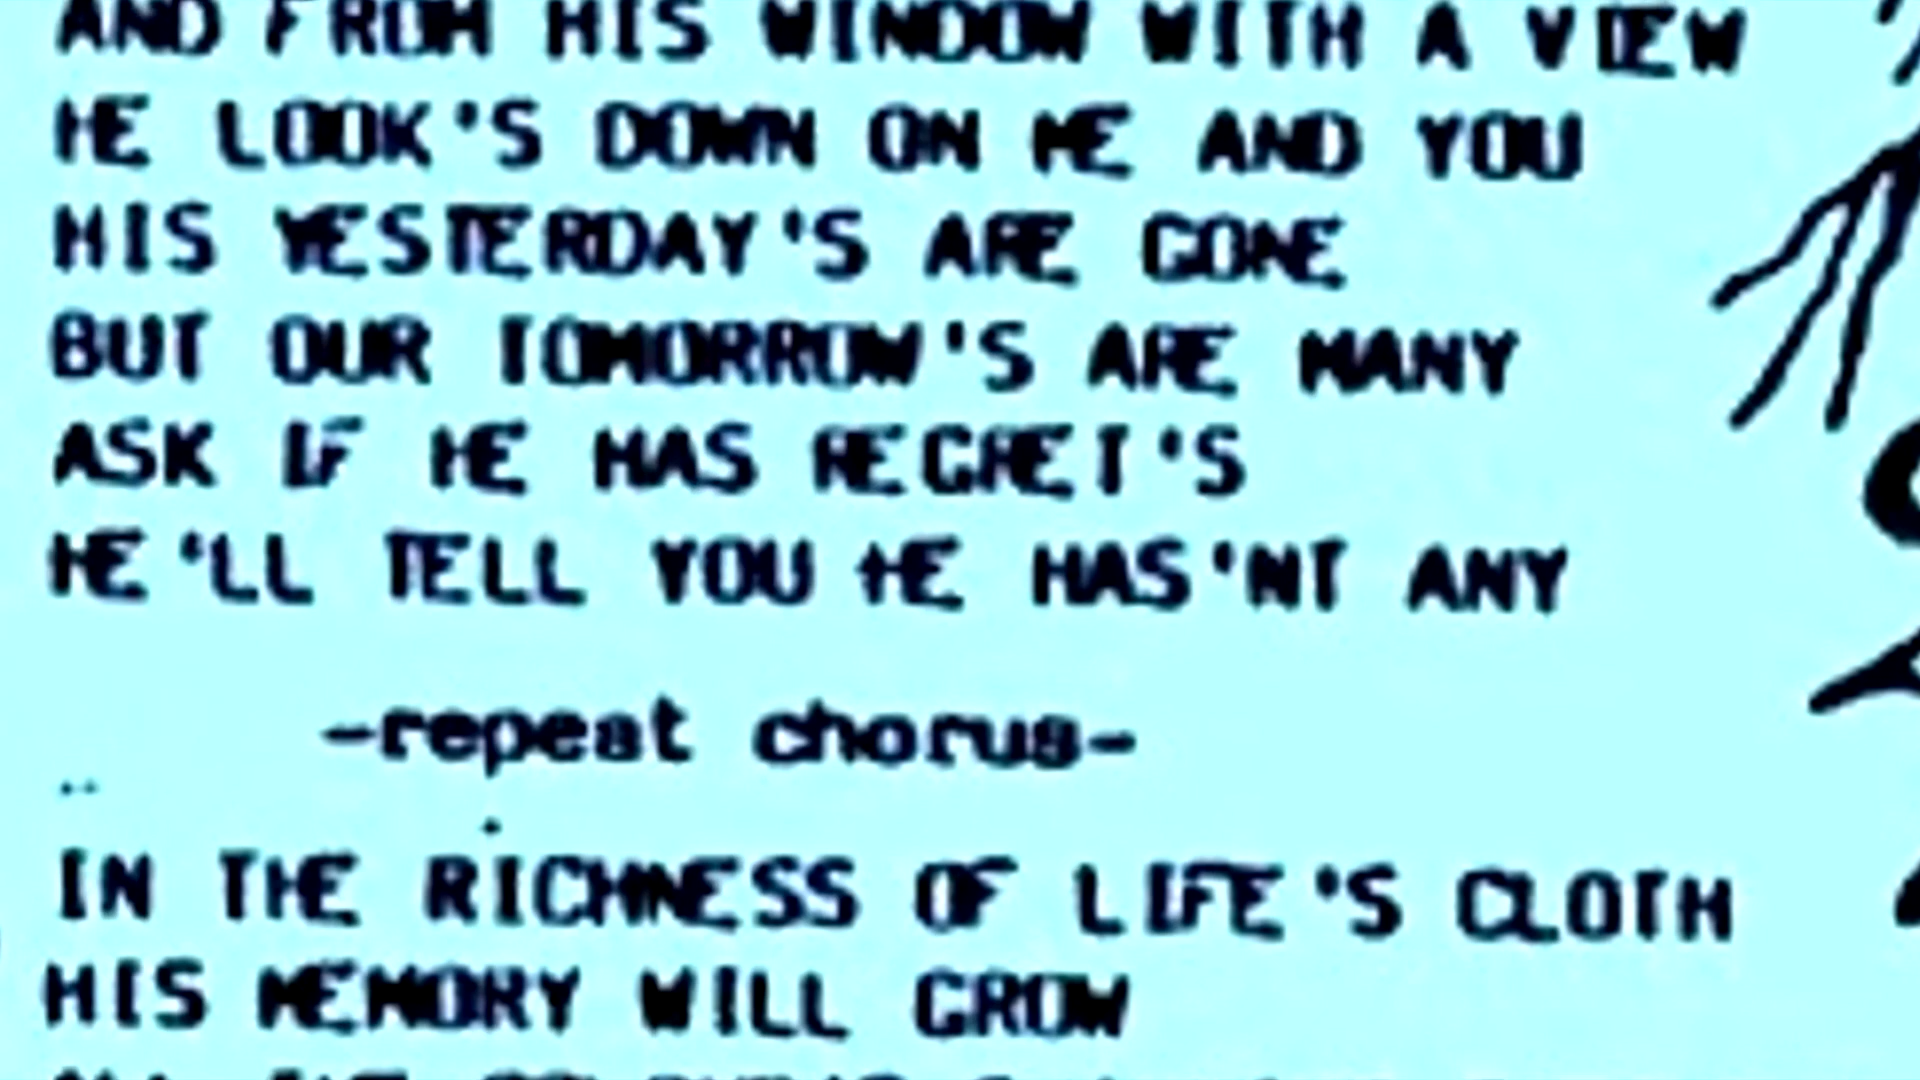 AND FROM HIS WINDOW WITH A VIEW
HE LOOK'S DOWN ON ME AND YOU
HIS YESTERDAY'S ARE GONE
BUT OUR TOMORROW'S ARE MANY
ASK IF HE HAS REGRET'S
HE'LL TELL YOU HE HAS'NT ANY
-repeat chorus-
IN THE RICHNESS OF LIFE'S CLOTH
HIS MEMORY WILL GROW